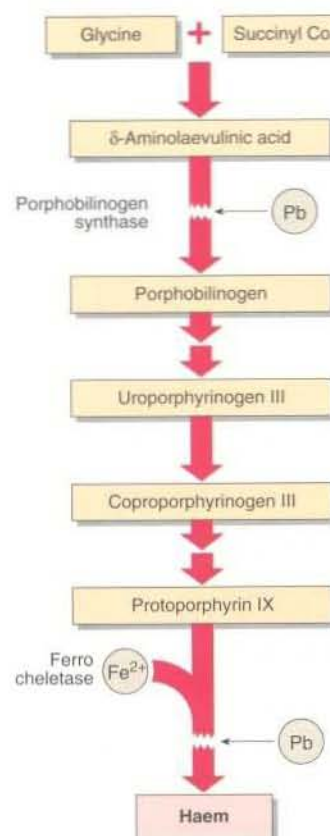 Glycine + Succinyl Co
δ-Aminolaevulinic acid
Porphobilinogen
synthase
Pb
Porphobilinogen
Uroporphyrinogen III
Coproporphyrinogen III
Protoporphyrin IX
Ferro
cheletase
Fe²⁺
Pb
Haem